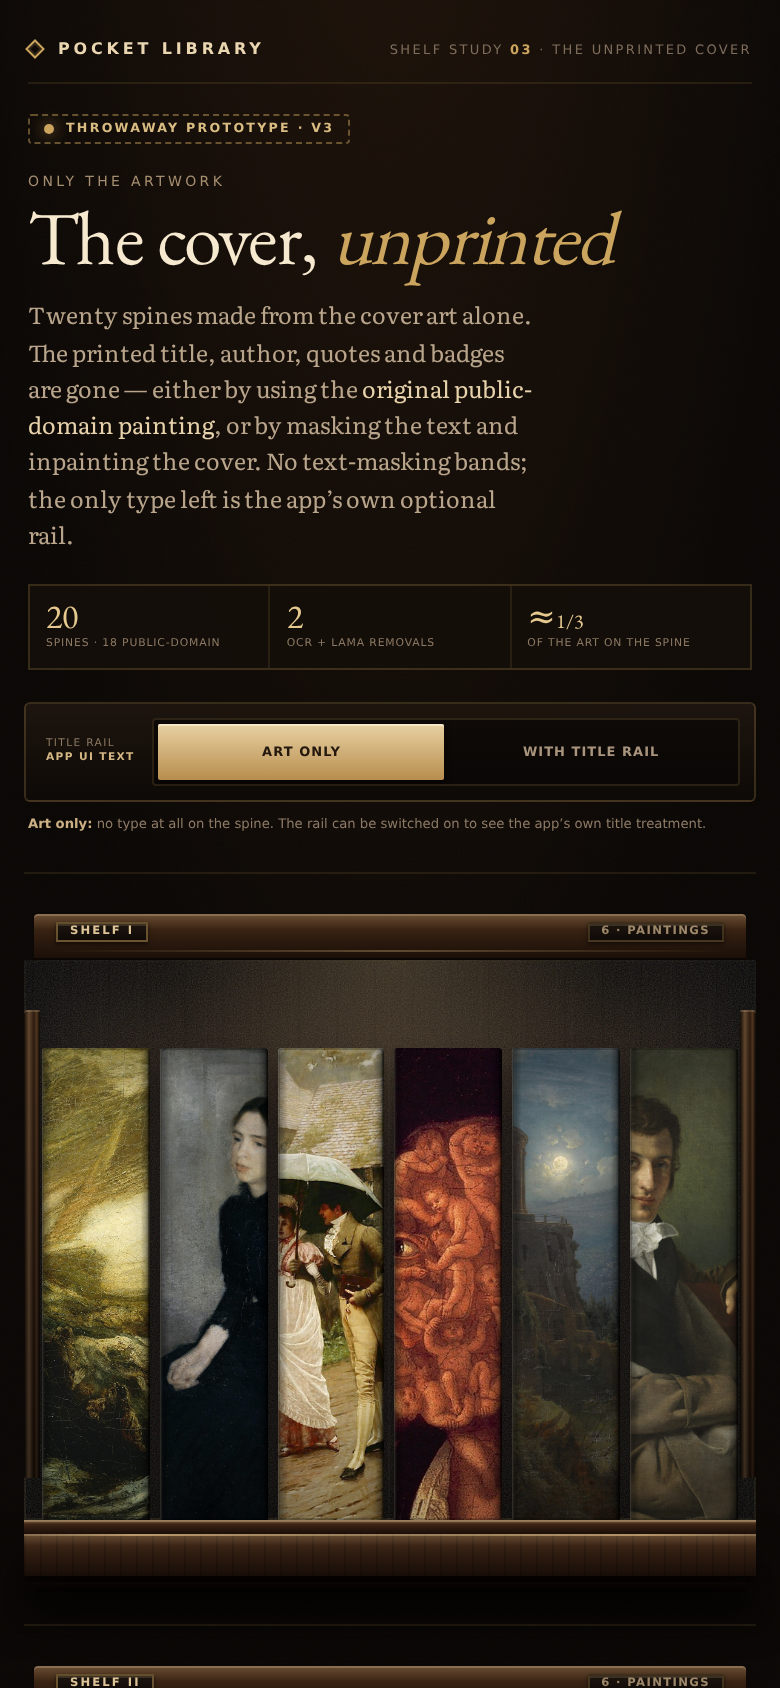 POCKET LIBRARY
SHELF STUDY 03 · THE UNPRINTED COVER
THROWAWAY PROTOTYPE · V3
ONLY THE ARTWORK
The cover, unprinted
Twenty spines made from the cover art alone.
The printed title, author, quotes and badges
are gone — either by using the original public-
domain painting, or by masking the text and
inpainting the cover. No text-masking bands;
the only type left is the app’s own optional
rail.
20
SPINES · 18 PUBLIC-DOMAIN
2
OCR + LAMA REMOVALS
≈1/3
OF THE ART ON THE SPINE
TITLE RAIL
APP UI TEXT
ART ONLY
WITH TITLE RAIL
Art only: no type at all on the spine. The rail can be switched on to see the app’s own title treatment.
SHELF I
6 · PAINTINGS
SHELF II
6 · PAINTINGS